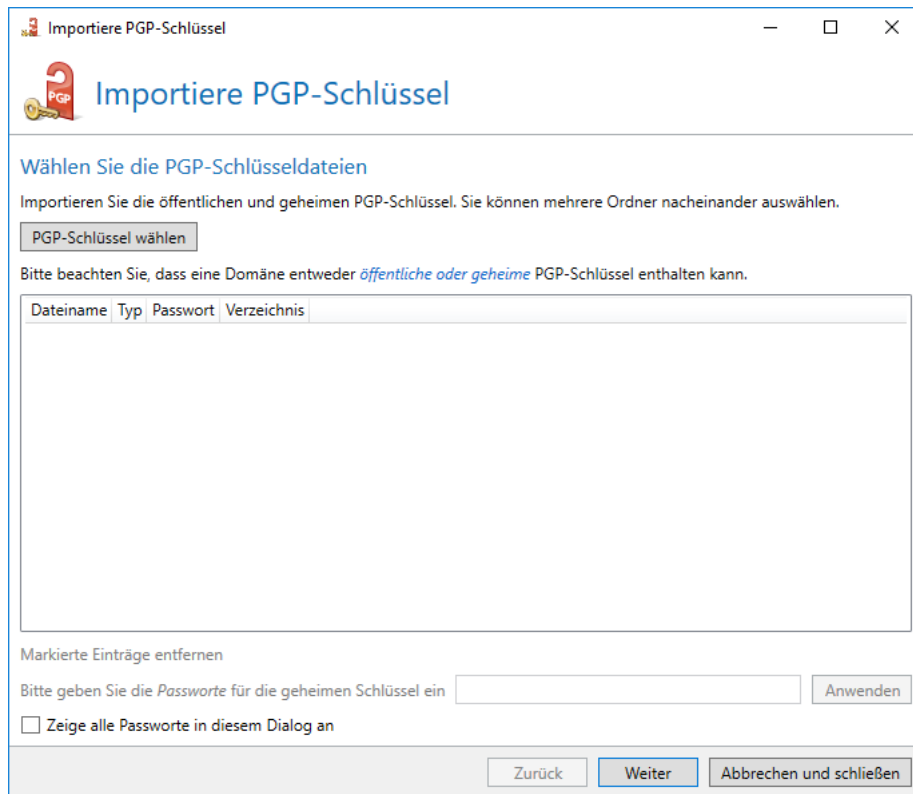 Importiere PGP-Schlüssel
PGP
Importiere PGP-Schlüssel
Wählen Sie die PGP-Schlüsseldateien
Importieren Sie die öffentlichen und geheimen PGP-Schlüssel. Sie können mehrere Ordner nacheinander auswählen.
PGP-Schlüssel wählen
Bitte beachten Sie, dass eine Domäne entweder öffentliche oder geheime PGP-Schlüssel enthalten kann.
Dateiname Typ Passwort Verzeichnis
Markierte Einträge entfernen
Bitte geben Sie die Passworte für die geheimen Schlüssel ein Anwenden
Zeige alle Passworte in diesem Dialog an
Zurück Weiter Abbrechen und schließen